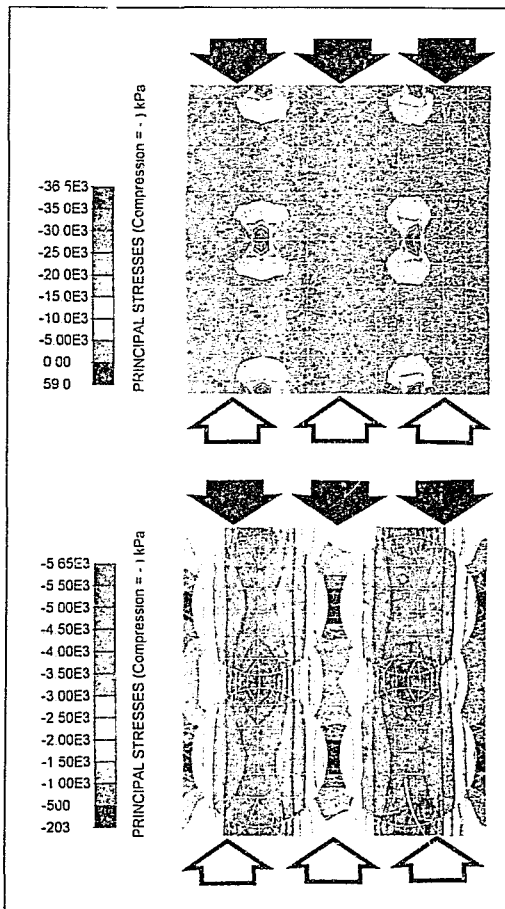 -36 5E3
-35 0E3
-30 0E3
-25 0E3
-20 0E3
-15 0E3
-10 0E3
-5 00E3
0 00
59 0
PRINCIPAL STRESSES (Compression = - ) kPa
-5 65E3
-5 50E3
-5 00E3
-4 50E3
-4 00E3
-3 50E3
-3 00E3
-2 50E3
-2 00E3
-1 50E3
-1 00E3
-500
-203
PRINCIPAL STRESSES (Compression = - ) kPa